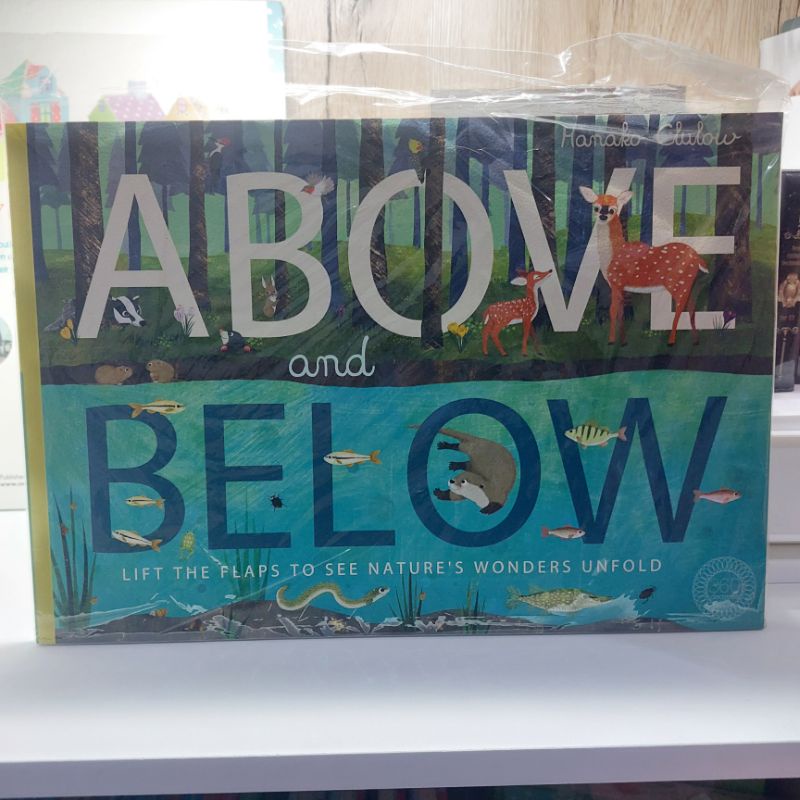 Hanako Clulow
ABOVE
and
BELOW
LIFT THE FLAPS TO SEE NATURE'S WONDERS UNFOLD